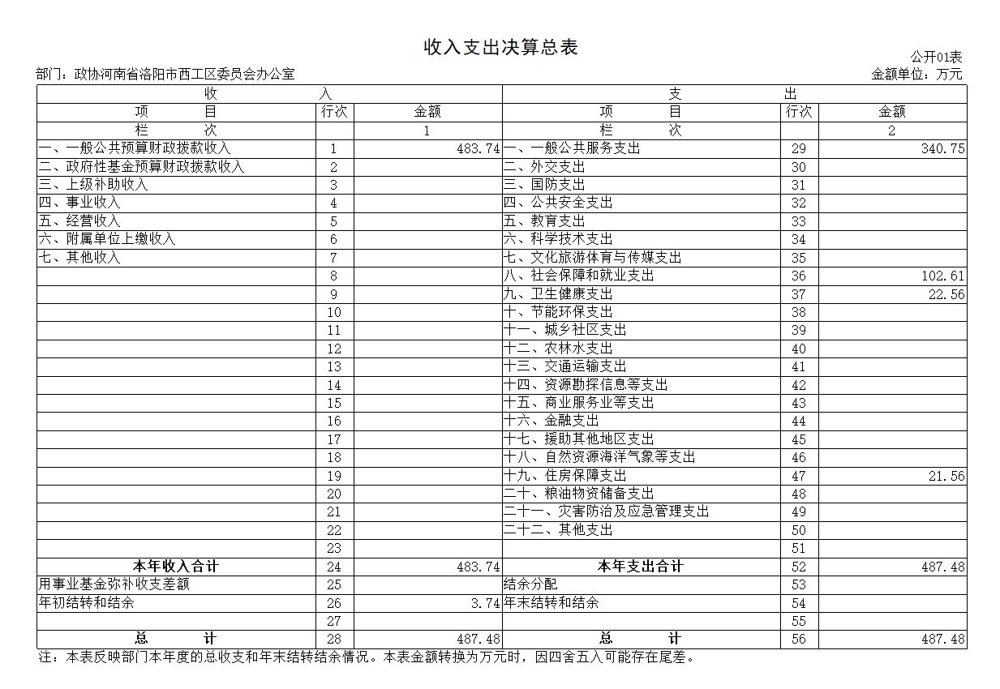 收入支出决算总表
公开01表
部门：政协河南省洛阳市西工区委员会办公室 金额单位：万元
收 入 支 出
项 目 行次 金额 项 目 行次 金额
栏 次 1 栏 次 2
一、一般公共预算财政拨款收入 1 483.74 一、一般公共服务支出 29 340.75
二、政府性基金预算财政拨款收入 2 二、外交支出 30
三、上级补助收入 3 三、国防支出 31
四、事业收入 4 四、公共安全支出 32
五、经营收入 5 五、教育支出 33
六、附属单位上缴收入 6 六、科学技术支出 34
七、其他收入 7 七、文化旅游体育与传媒支出 35
8 八、社会保障和就业支出 36 102.61
9 九、卫生健康支出 37 22.56
10 十、节能环保支出 38
11 十一、城乡社区支出 39
12 十二、农林水支出 40
13 十三、交通运输支出 41
14 十四、资源勘探信息等支出 42
15 十五、商业服务业等支出 43
16 十六、金融支出 44
17 十七、援助其他地区支出 45
18 十八、自然资源海洋气象等支出 46
19 十九、住房保障支出 47 21.56
20 二十、粮油物资储备支出 48
21 二十一、灾害防治及应急管理支出 49
22 二十二、其他支出 50
23 51
本年收入合计 24 483.74 本年支出合计 52 487.48
用事业基金弥补收支差额 25 结余分配 53
年初结转和结余 26 3.74 年末结转和结余 54
27 55
总 计 28 487.48 总 计 56 487.48
注：本表反映部门本年度的总收支和年末结转结余情况。本表金额转换为万元时，因四舍五入可能存在尾差。